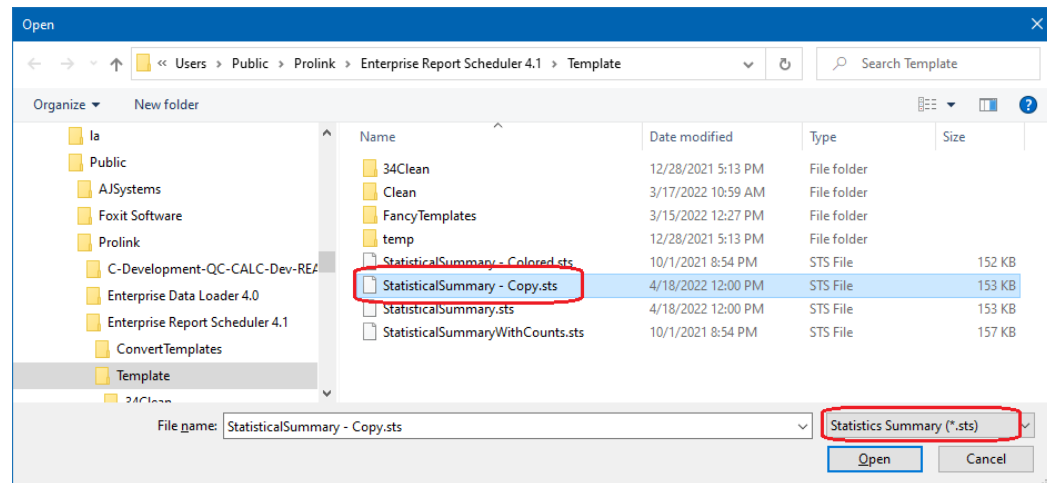 Open
« Users › Public › Prolink › Enterprise Report Scheduler 4.1 › Template
Search Template
Organize New folder
la
Public
AJSystems
Foxit Software
Prolink
C-Development-QC-CALC-Dev-REA
Enterprise Data Loader 4.0
Enterprise Report Scheduler 4.1
ConvertTemplates
Template
34Clean
Name Date modified Type Size
34Clean 12/28/2021 5:13 PM File folder
Clean 3/17/2022 10:59 AM File folder
FancyTemplates 3/15/2022 12:27 PM File folder
temp 12/28/2021 5:13 PM File folder
StatisticalSummary - Colored.sts 10/1/2021 8:54 PM STS File 152 KB
StatisticalSummary - Copy.sts 4/18/2022 12:00 PM STS File 153 KB
StatisticalSummary.sts 4/18/2022 12:00 PM STS File 153 KB
StatisticalSummaryWithCounts.sts 10/1/2021 8:54 PM STS File 157 KB
File name: StatisticalSummary - Copy.sts Statistics Summary (*.sts)
Open Cancel